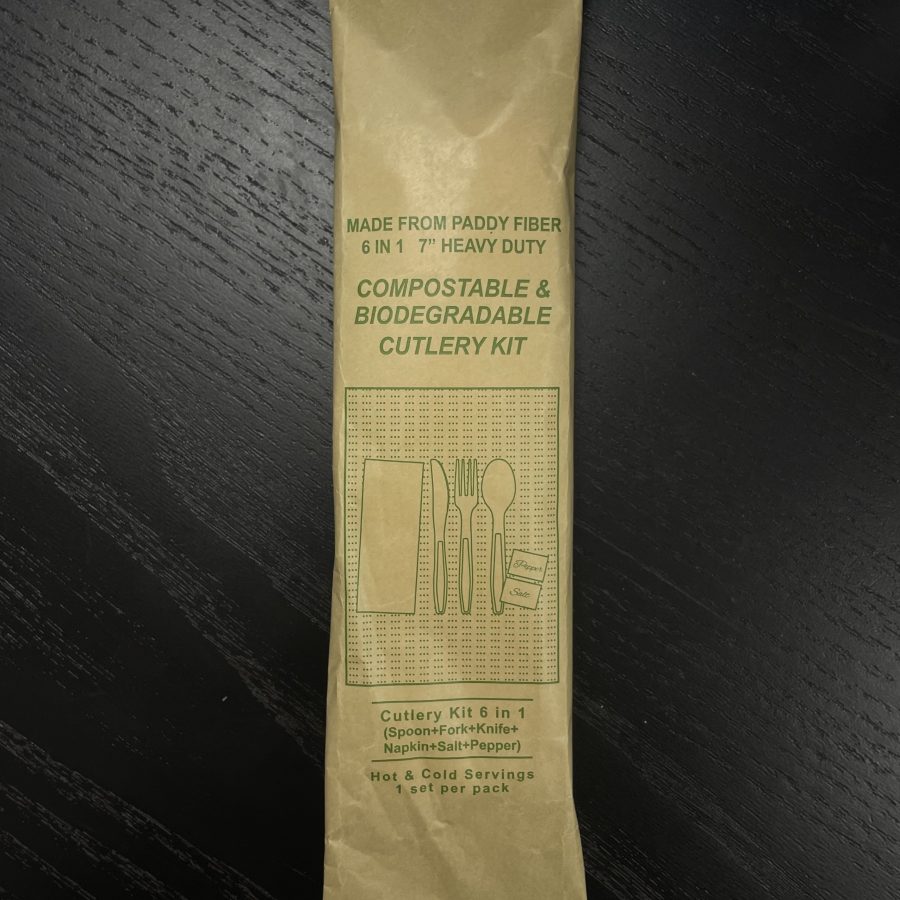 MADE FROM PADDY FIBER
6 IN 1 7” HEAVY DUTY
COMPOSTABLE &
BIODEGRADABLE
CUTLERY KIT
Pepper
Salt
Cutlery Kit 6 in 1
(Spoon+Fork+Knife+
Napkin+Salt+Pepper)
Hot & Cold Servings
1 set per pack